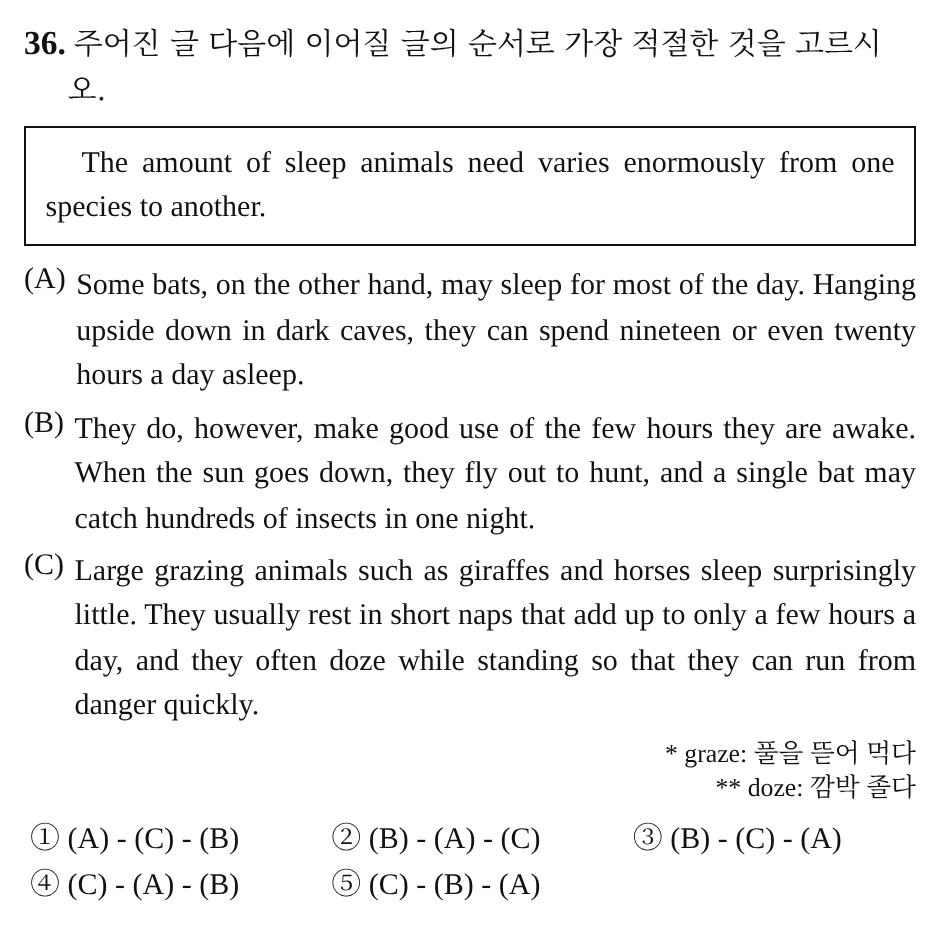 36. 주어진 글 다음에 이어질 글의 순서로 가장 적절한 것을 고르시
오.
The amount of sleep animals need varies enormously from one
species to another.
(A) Some bats, on the other hand, may sleep for most of the day. Hanging
upside down in dark caves, they can spend nineteen or even twenty
hours a day asleep.
(B) They do, however, make good use of the few hours they are awake.
When the sun goes down, they fly out to hunt, and a single bat may
catch hundreds of insects in one night.
(C) Large grazing animals such as giraffes and horses sleep surprisingly
little. They usually rest in short naps that add up to only a few hours a
day, and they often doze while standing so that they can run from
danger quickly.
* graze: 풀을 뜯어 먹다
** doze: 깜박 졸다
① (A) - (C) - (B) ② (B) - (A) - (C) ③ (B) - (C) - (A)
④ (C) - (A) - (B) ⑤ (C) - (B) - (A)